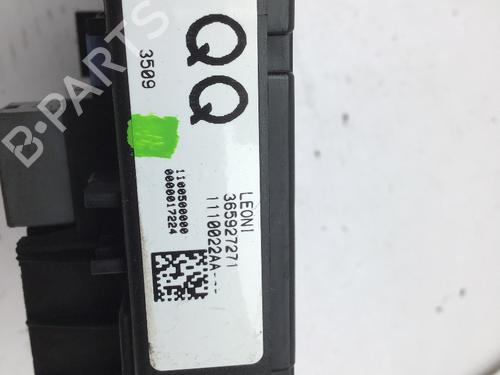 B-PARTS
QQ
3509
LEONI
365927271
1110022AA---
1100500000
0000017224